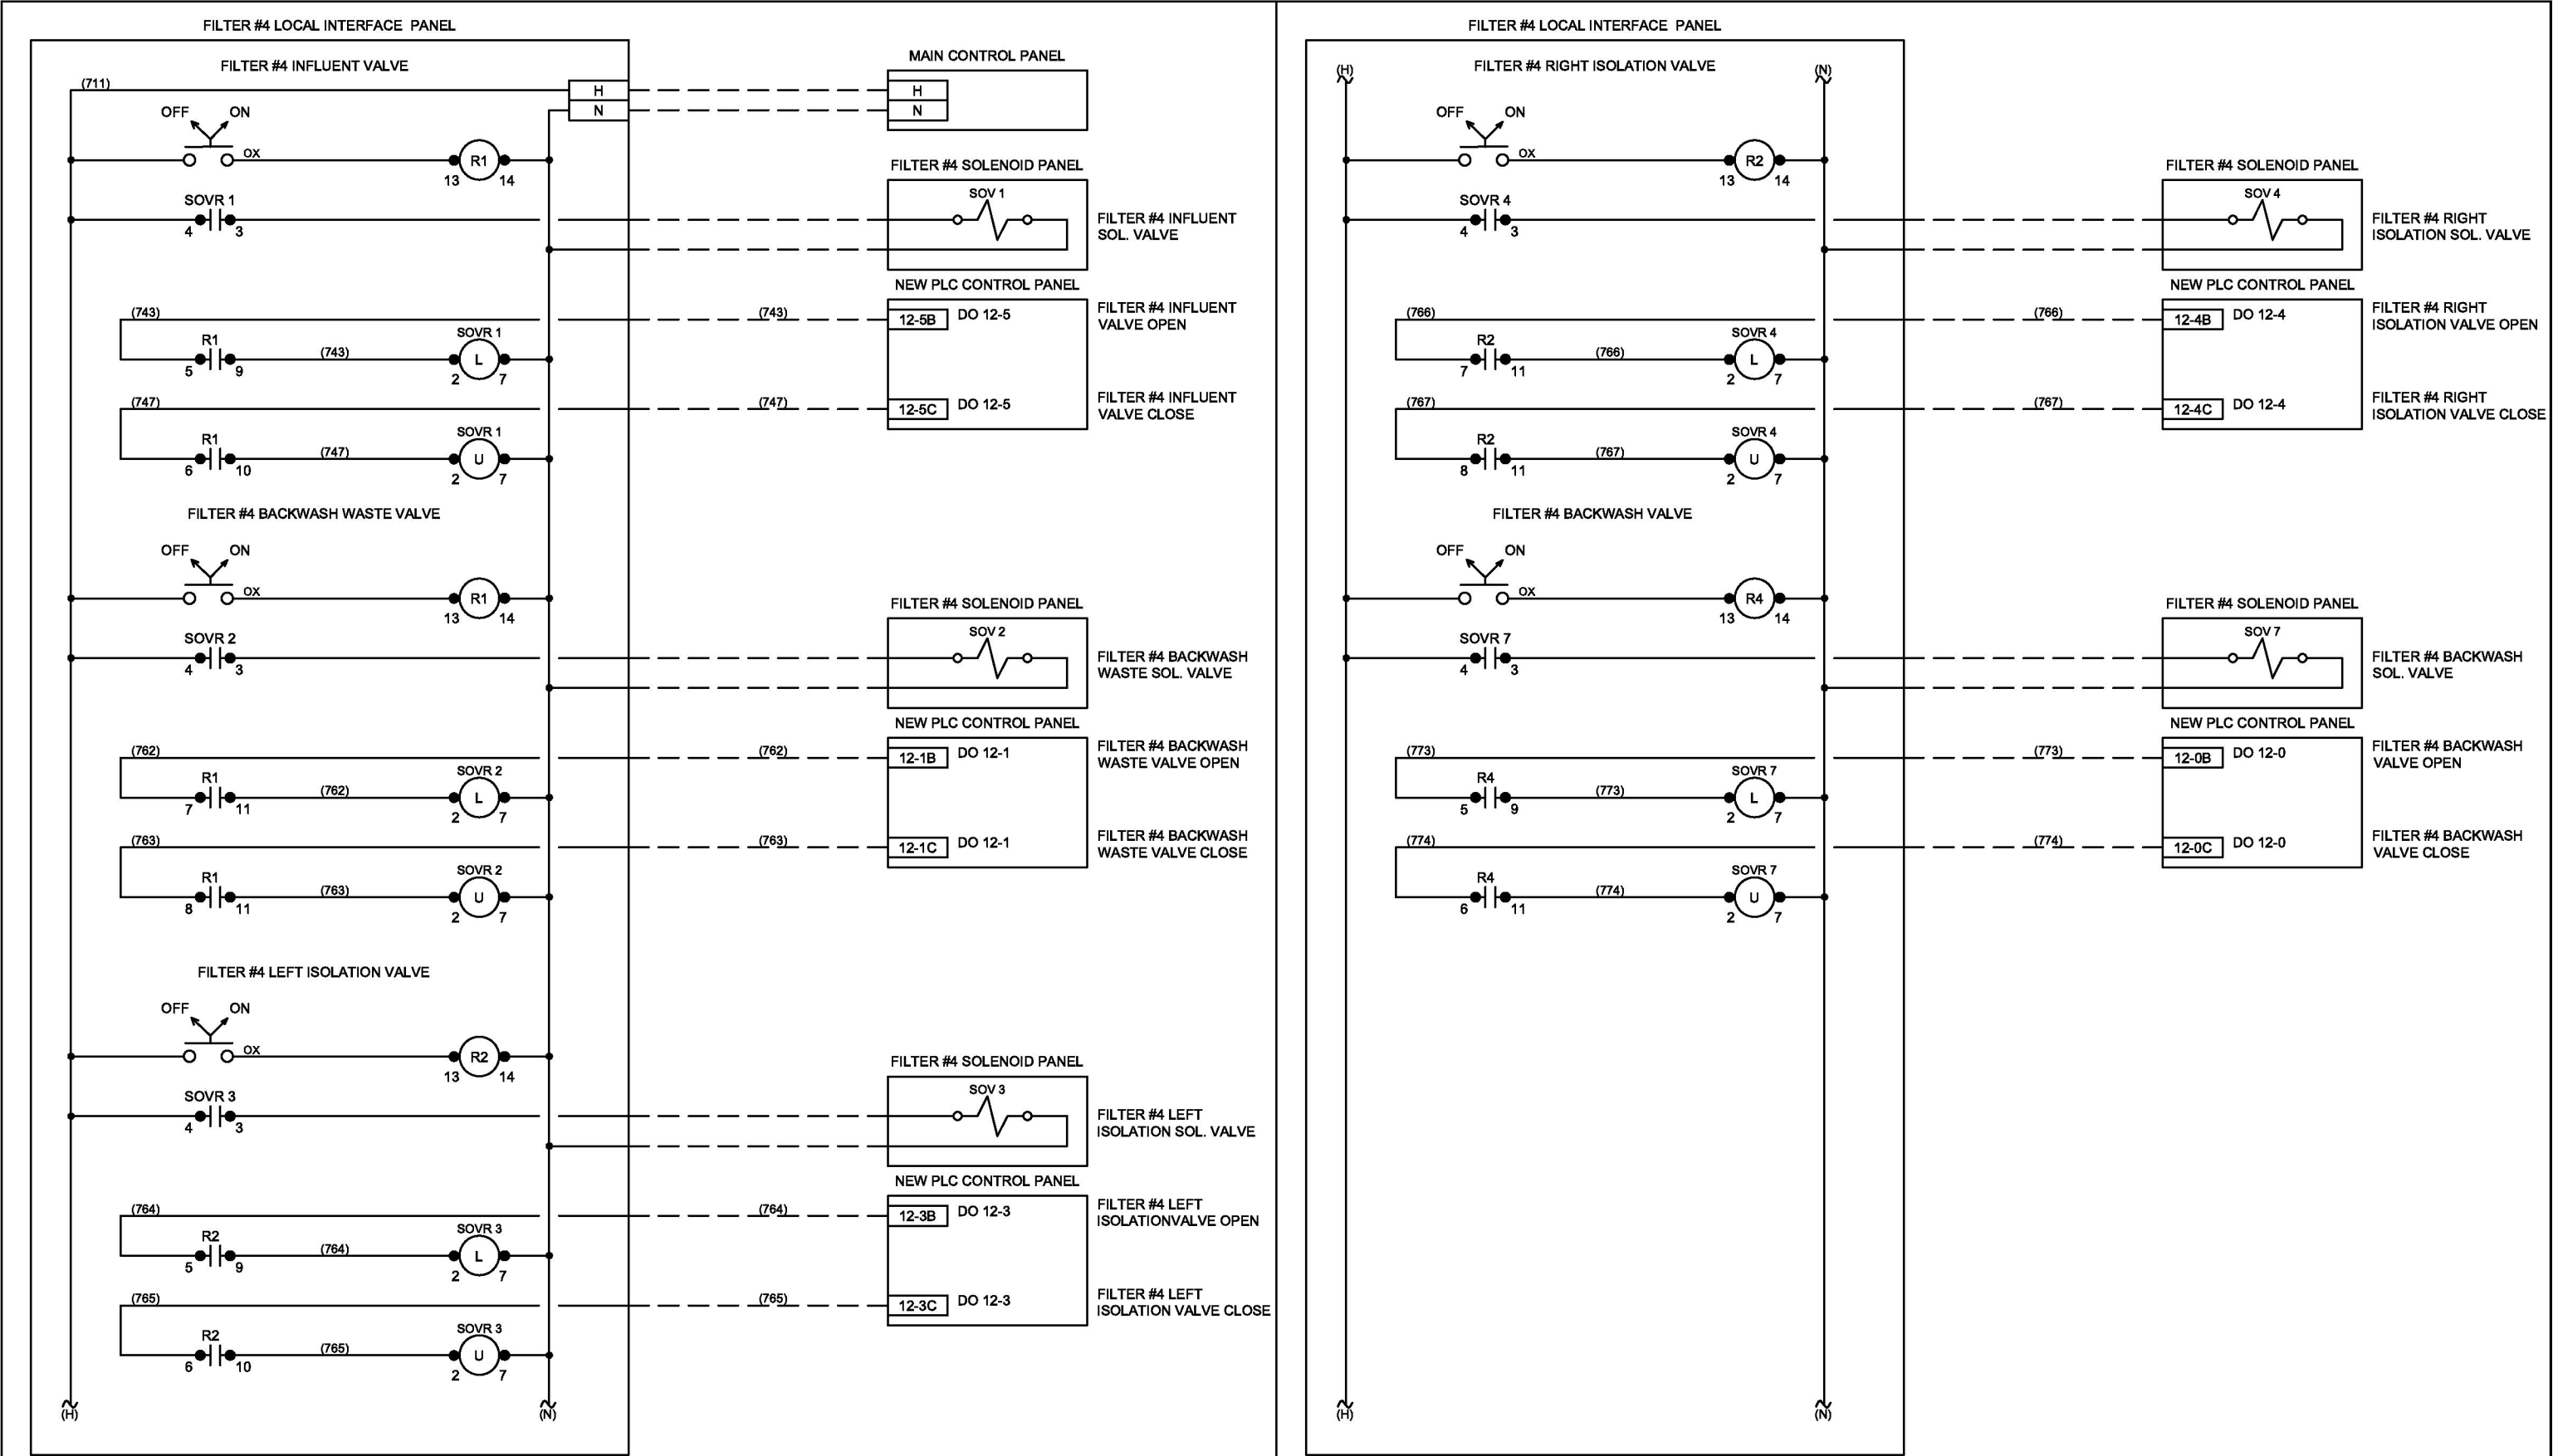 FILTER #4 LOCAL INTERFACE PANEL
FILTER #4 INFLUENT VALVE
MAIN CONTROL PANEL
(711)
H
H
N
N
OFF
ON
OX
R1
13
14
FILTER #4 SOLENOID PANEL
SOVR 1
4
3
SOV 1
FILTER #4 INFLUENT
SOL. VALVE
NEW PLC CONTROL PANEL
(743)
(743)
12-5B
DO 12-5
FILTER #4 INFLUENT
VALVE OPEN
R1
5
9
(743)
SOVR 1
L
2
7
(747)
(747)
12-5C
DO 12-5
FILTER #4 INFLUENT
VALVE CLOSE
R1
6
10
(747)
SOVR 1
U
2
7
FILTER #4 BACKWASH WASTE VALVE
OFF
ON
OX
R1
13
14
FILTER #4 SOLENOID PANEL
SOVR 2
4
3
SOV 2
FILTER #4 BACKWASH
WASTE SOL. VALVE
NEW PLC CONTROL PANEL
(762)
(762)
12-1B
DO 12-1
FILTER #4 BACKWASH
WASTE VALVE OPEN
R1
7
11
(762)
SOVR 2
L
2
7
(763)
(763)
12-1C
DO 12-1
FILTER #4 BACKWASH
WASTE VALVE CLOSE
R1
8
11
(763)
SOVR 2
U
2
7
FILTER #4 LEFT ISOLATION VALVE
OFF
ON
OX
R2
13
14
FILTER #4 SOLENOID PANEL
SOVR 3
4
3
SOV 3
FILTER #4 LEFT
ISOLATION SOL. VALVE
NEW PLC CONTROL PANEL
(764)
(764)
12-3B
DO 12-3
FILTER #4 LEFT
ISOLATIONVALVE OPEN
R2
5
9
(764)
SOVR 3
L
2
7
(765)
(765)
12-3C
DO 12-3
FILTER #4 LEFT
ISOLATION VALVE CLOSE
R2
6
10
(765)
SOVR 3
U
2
7
(H)
(N)
FILTER #4 LOCAL INTERFACE PANEL
(H)
FILTER #4 RIGHT ISOLATION VALVE
(N)
OFF
ON
OX
R2
13
14
FILTER #4 SOLENOID PANEL
SOVR 4
4
3
SOV 4
FILTER #4 RIGHT
ISOLATION SOL. VALVE
NEW PLC CONTROL PANEL
(766)
(766)
12-4B
DO 12-4
FILTER #4 RIGHT
ISOLATION VALVE OPEN
R2
7
11
(766)
SOVR 4
L
2
7
(767)
(767)
12-4C
DO 12-4
FILTER #4 RIGHT
ISOLATION VALVE CLOSE
R2
8
11
(767)
SOVR 4
U
2
7
FILTER #4 BACKWASH VALVE
OFF
ON
OX
R4
13
14
FILTER #4 SOLENOID PANEL
SOVR 7
4
3
SOV 7
FILTER #4 BACKWASH
SOL. VALVE
NEW PLC CONTROL PANEL
(773)
(773)
12-0B
DO 12-0
FILTER #4 BACKWASH
VALVE OPEN
R4
5
9
(773)
SOVR 7
L
2
7
(774)
(774)
12-0C
DO 12-0
FILTER #4 BACKWASH
VALVE CLOSE
R4
6
11
(774)
SOVR 7
U
2
7
(H)
(N)